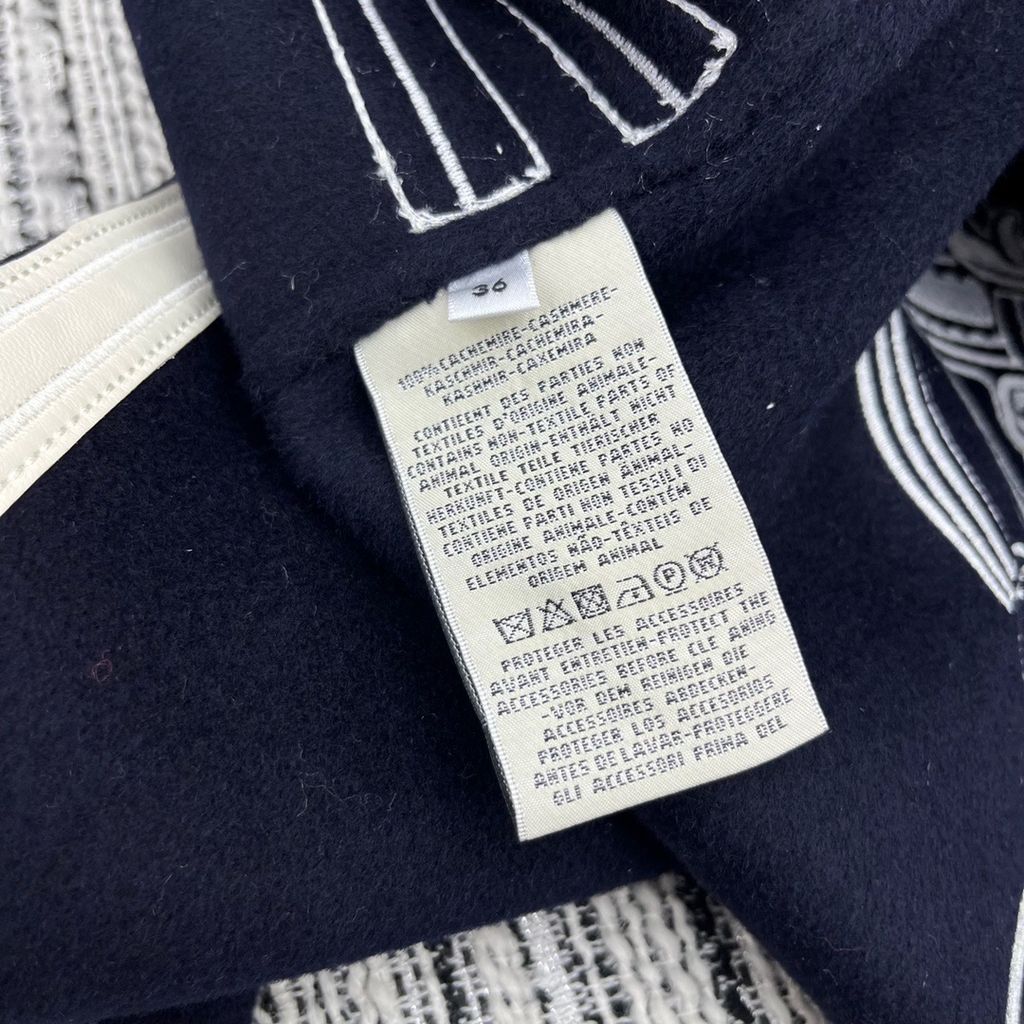 36
100% CACHEMIRE-CASHMERE-
KASCHMIR-CACHEMIRA-
KASHMIR-CAXEMIRA
CONTIENT DES PARTIES NON
TEXTILES D'ORIGINE ANIMALE-
CONTAINS NON-TEXTILE PARTS OF
ANIMAL ORIGIN-ENTHÄLT NICHT
TEXTILE TEILE TIERISCHER
HERKUNFT-CONTIENE PARTES NO
TEXTILES DE ORIGEN ANIMAL-
CONTIENE PARTI NON TESSILI DI
ORIGINE ANIMALE-CONTÉM
ELEMENTOS NÃO-TÊXTEIS DE
ORIGEM ANIMAL
P
PROTEGER LES ACCESSOIRES
AVANT ENTRETIEN-PROTECT THE
ACCESSORIES BEFORE CLEANING
-VOR DEM REINIGEN DIE
ACCESSOIRES ABDECKEN-
PROTEGER LOS ACCESORIOS
ANTES DE LAVAR-PROTEGGERE
GLI ACCESSORI PRIMA DEL